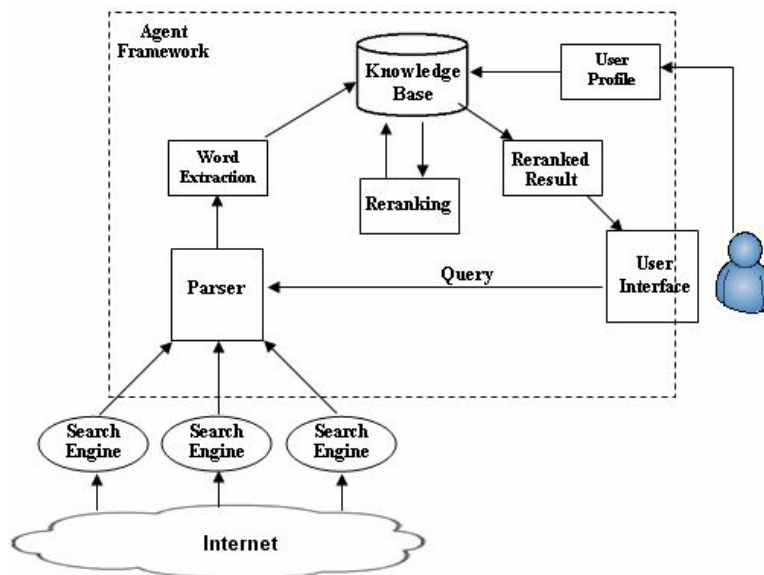 Agent
Framework
Knowledge
Base
User
Profile
Word
Extraction
Reranking
Reranked
Result
Parser
Query
User
Interface
Search
Engine
Search
Engine
Search
Engine
Internet